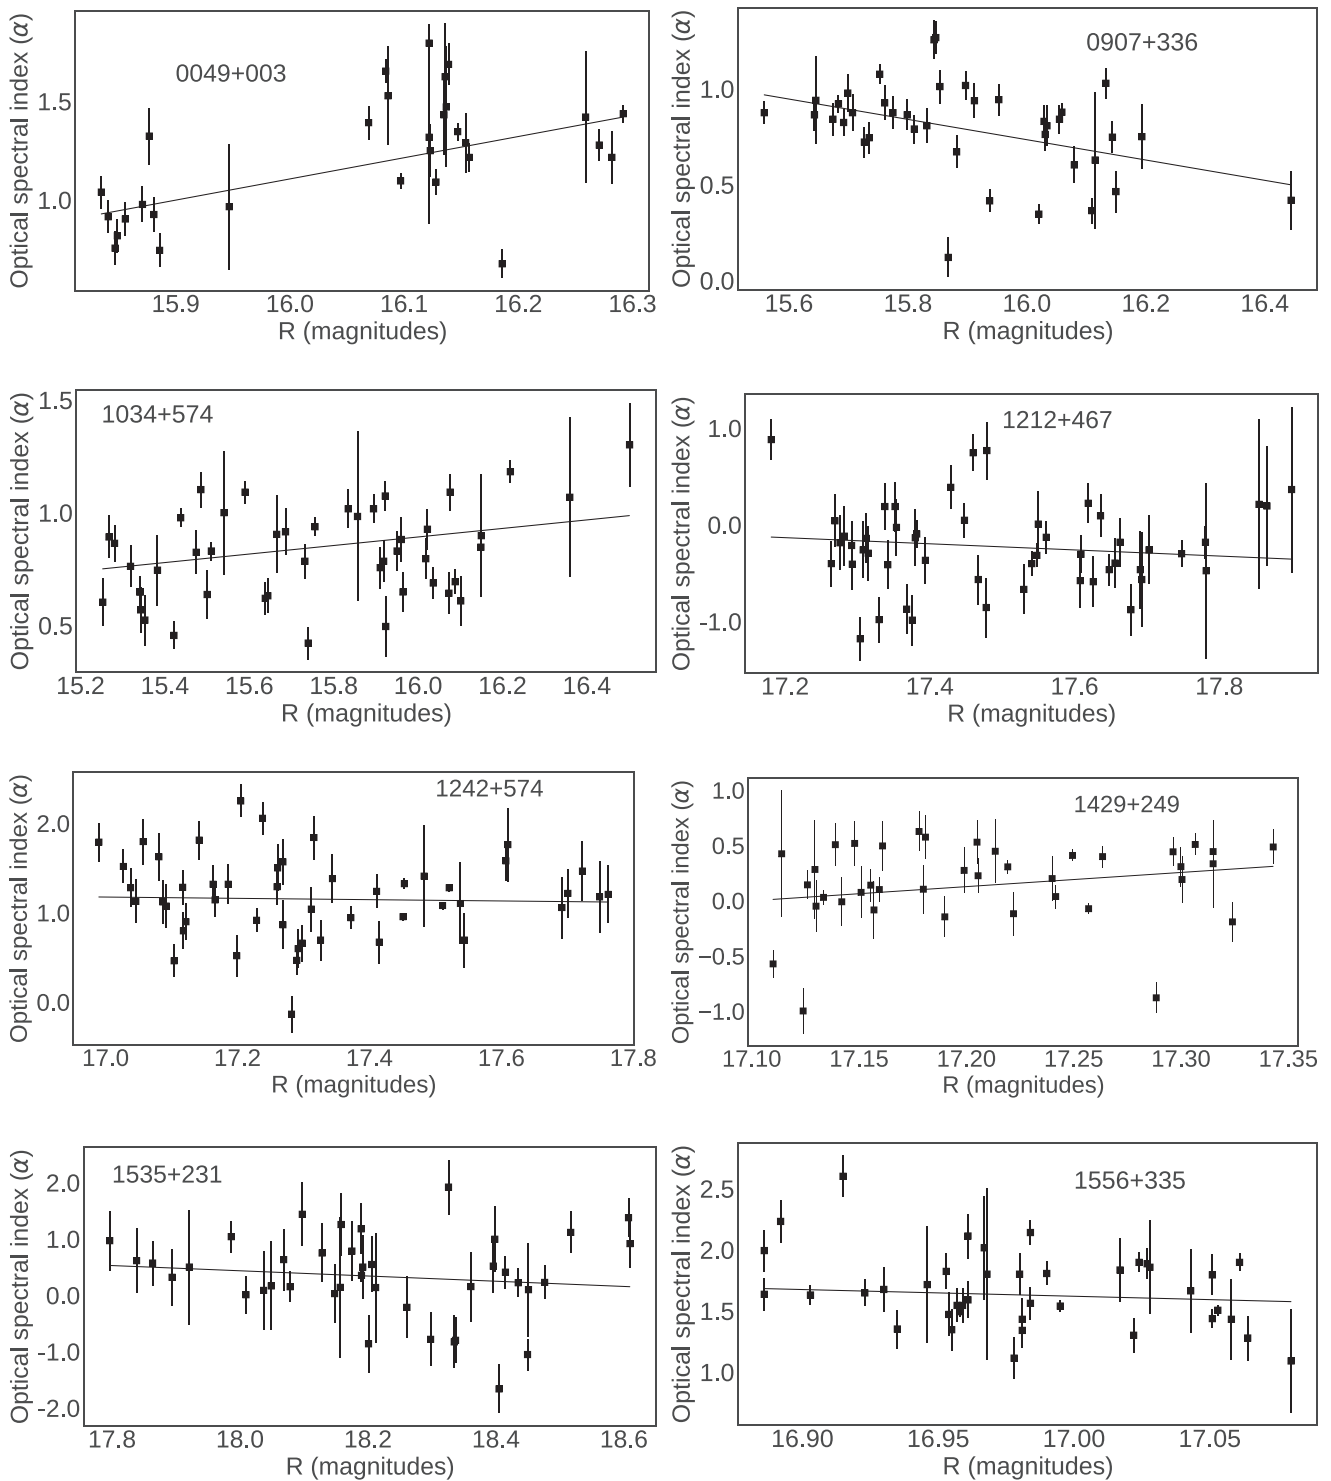 Optical spectral index (α)
0049+003
1.5
1.0
15.9 16.0 16.1 16.2 16.3
R (magnitudes)
Optical spectral index (α)
0907+336
1.0
0.5
0.0
15.6 15.8 16.0 16.2 16.4
R (magnitudes)
Optical spectral index (α)
1034+574
1.5
1.0
0.5
15.2 15.4 15.6 15.8 16.0 16.2 16.4
R (magnitudes)
Optical spectral index (α)
1212+467
1.0
0.0
-1.0
17.2 17.4 17.6 17.8
R (magnitudes)
Optical spectral index (α)
1242+574
2.0
1.0
0.0
17.0 17.2 17.4 17.6 17.8
R (magnitudes)
Optical spectral index (α)
1429+249
1.0
0.5
0.0
−0.5
−1.0
17.10 17.15 17.20 17.25 17.30 17.35
R (magnitudes)
Optical spectral index (α)
1535+231
2.0
1.0
0.0
-1.0
-2.0
17.8 18.0 18.2 18.4 18.6
R (magnitudes)
Optical spectral index (α)
1556+335
2.5
2.0
1.5
1.0
16.90 16.95 17.00 17.05
R (magnitudes)